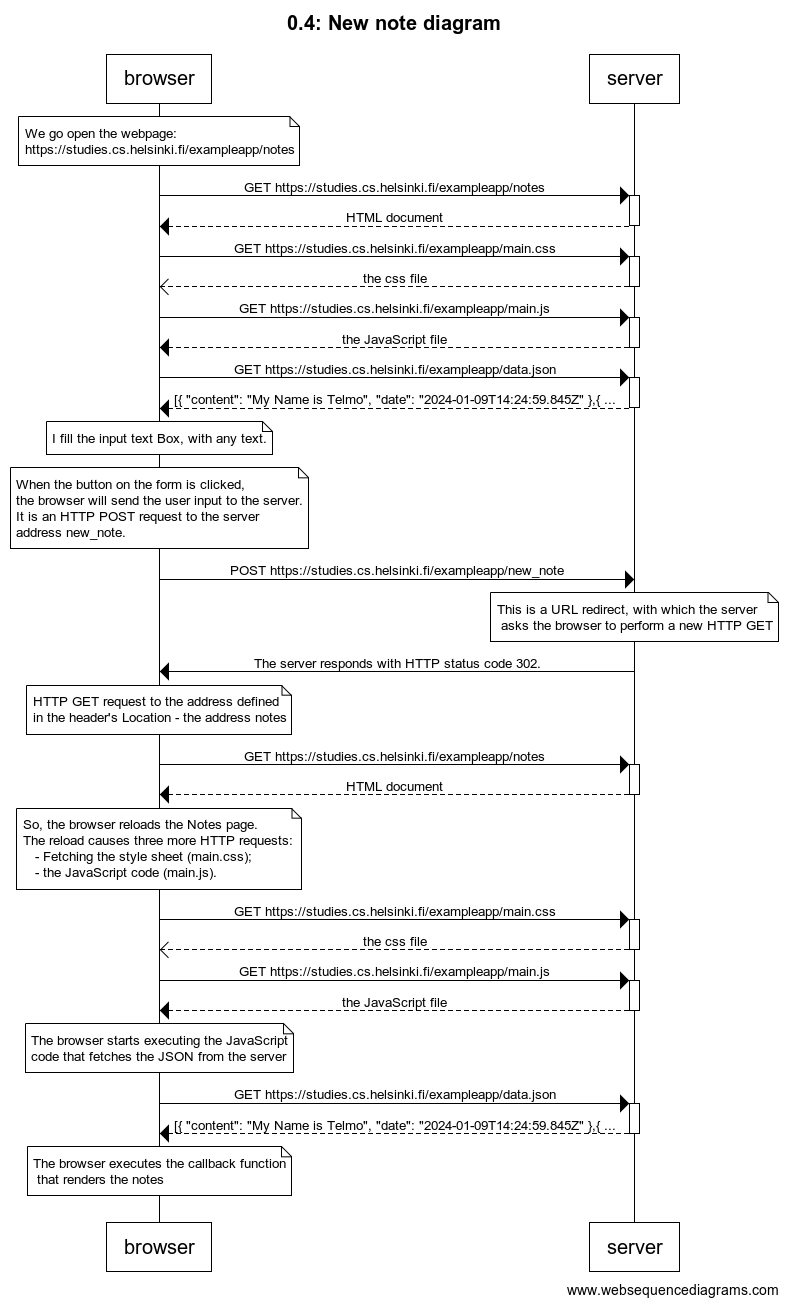 0.4: New note diagram
browser
server
We go open the webpage:
https://studies.cs.helsinki.fi/exampleapp/notes
GET https://studies.cs.helsinki.fi/exampleapp/notes
HTML document
GET https://studies.cs.helsinki.fi/exampleapp/main.css
the css file
GET https://studies.cs.helsinki.fi/exampleapp/main.js
the JavaScript file
GET https://studies.cs.helsinki.fi/exampleapp/data.json
[{ "content": "My Name is Telmo", "date": "2024-01-09T14:24:59.845Z" },{ ...
I fill the input text Box, with any text.
When the button on the form is clicked,
the browser will send the user input to the server.
It is an HTTP POST request to the server
address new_note.
POST https://studies.cs.helsinki.fi/exampleapp/new_note
This is a URL redirect, with which the server
asks the browser to perform a new HTTP GET
The server responds with HTTP status code 302.
HTTP GET request to the address defined
in the header's Location - the address notes
GET https://studies.cs.helsinki.fi/exampleapp/notes
HTML document
So, the browser reloads the Notes page.
The reload causes three more HTTP requests:
- Fetching the style sheet (main.css);
- the JavaScript code (main.js).
GET https://studies.cs.helsinki.fi/exampleapp/main.css
the css file
GET https://studies.cs.helsinki.fi/exampleapp/main.js
the JavaScript file
The browser starts executing the JavaScript
code that fetches the JSON from the server
GET https://studies.cs.helsinki.fi/exampleapp/data.json
[{ "content": "My Name is Telmo", "date": "2024-01-09T14:24:59.845Z" },{ ...
The browser executes the callback function
that renders the notes
browser
server
www.websequencediagrams.com